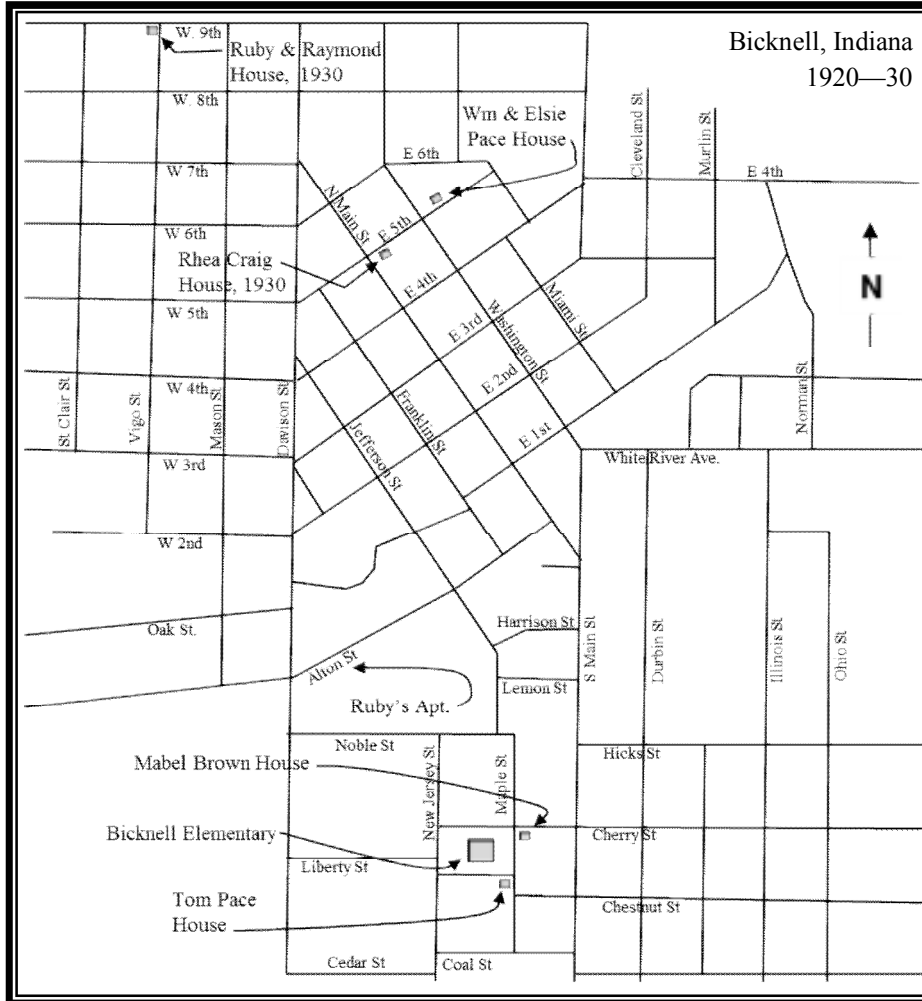 Bicknell, Indiana
1920—30
W. 9th
Ruby & Raymond
House, 1930
W. 8th
Wm & Elsie
Pace House
Cleveland St
Murlin St
E 6th
W 7th
E 4th
N Main St
E 5th
W 6th
Rhea Craig
House, 1930
E 4th
N
W 5th
Miami St
E 3rd
Washington St
W 4th
E 2nd
St Clair St
Vigo St
Mason St
Davison St
Franklin St
Jefferson St
Norman St
E 1st
W 3rd
White River Ave.
W 2nd
Oak St.
Harrison St
S Main St
Durbin St
Illinois St
Ohio St
Alton St
Lemon St
Ruby's Apt.
Noble St
Hicks St
New Jersey St
Maple St
Mabel Brown House
Bicknell Elementary
Cherry St
Liberty St
Tom Pace
House
Chestnut St
Cedar St
Coal St